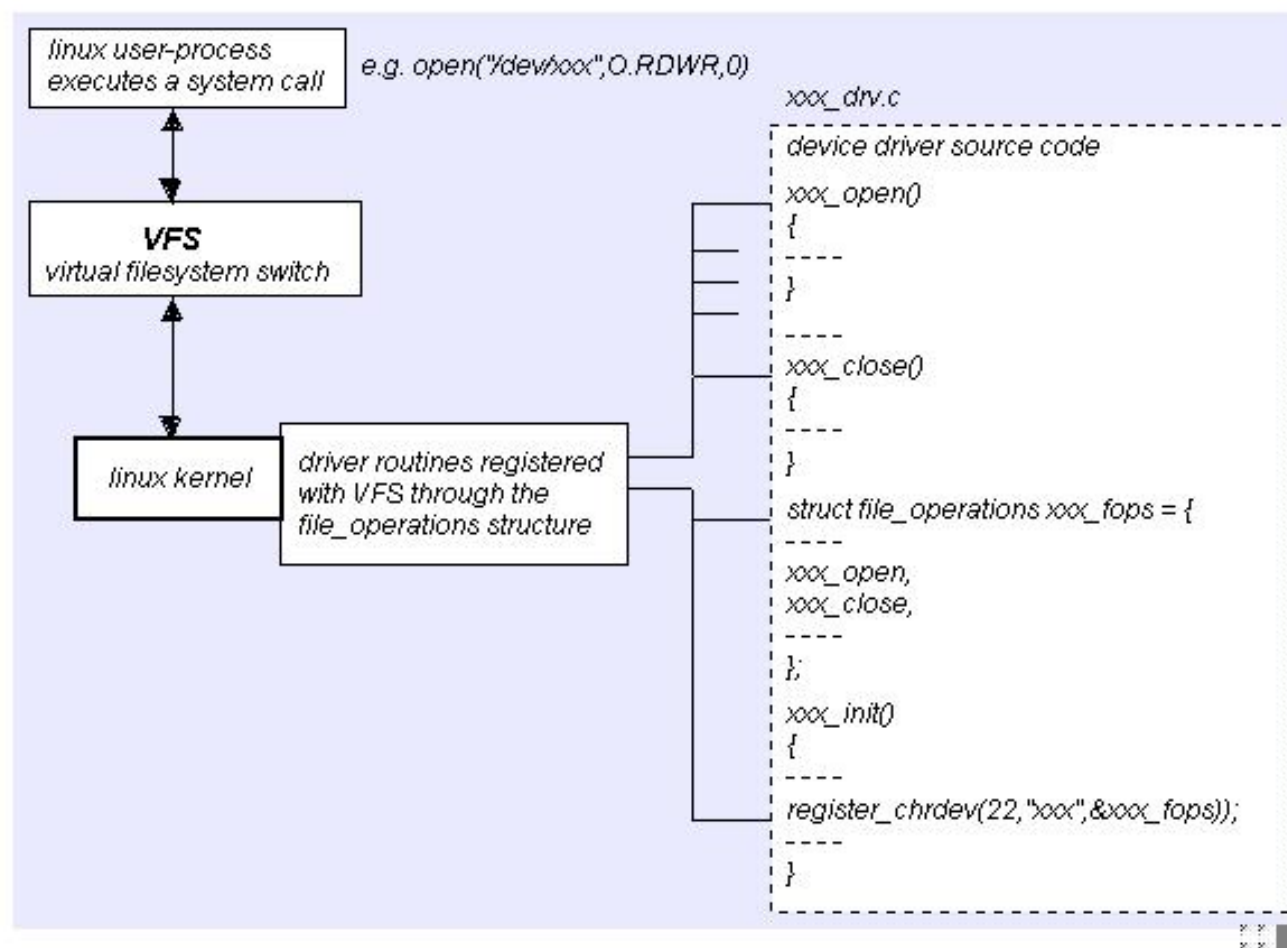 linux user-process
executes a system call
e.g. open("/dev/xxx",O.RDWR,0)
VFS
virtual filesystem switch
linux kernel
driver routines registered
with VFS through the
file_operations structure
xxx_drv.c
device driver source code
xxx_open()
{
----
}
----
xxx_close()
{
----
}
struct file_operations xxx_fops = {
----
xxx_open,
xxx_close,
----
};
xxx_init()
{
----
register_chrdev(22,"xxx",&xxx_fops));
----
}